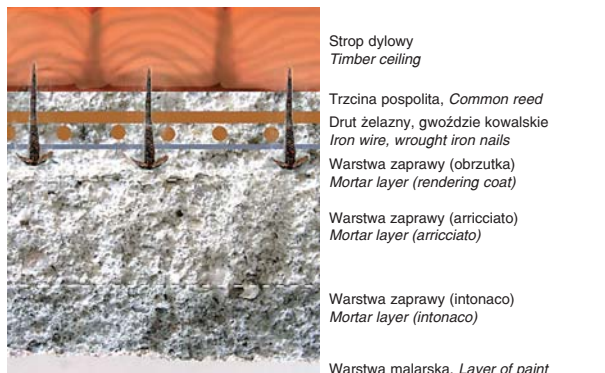 Strop dylowy
Timber ceiling
Trzcina pospolita, Common reed
Drut żelazny, gwoździe kowalskie
Iron wire, wrought iron nails
Warstwa zaprawy (obrzutka)
Mortar layer (rendering coat)
Warstwa zaprawy (arricciato)
Mortar layer (arricciato)
Warstwa zaprawy (intonaco)
Mortar layer (intonaco)
Warstwa malarska, Layer of paint